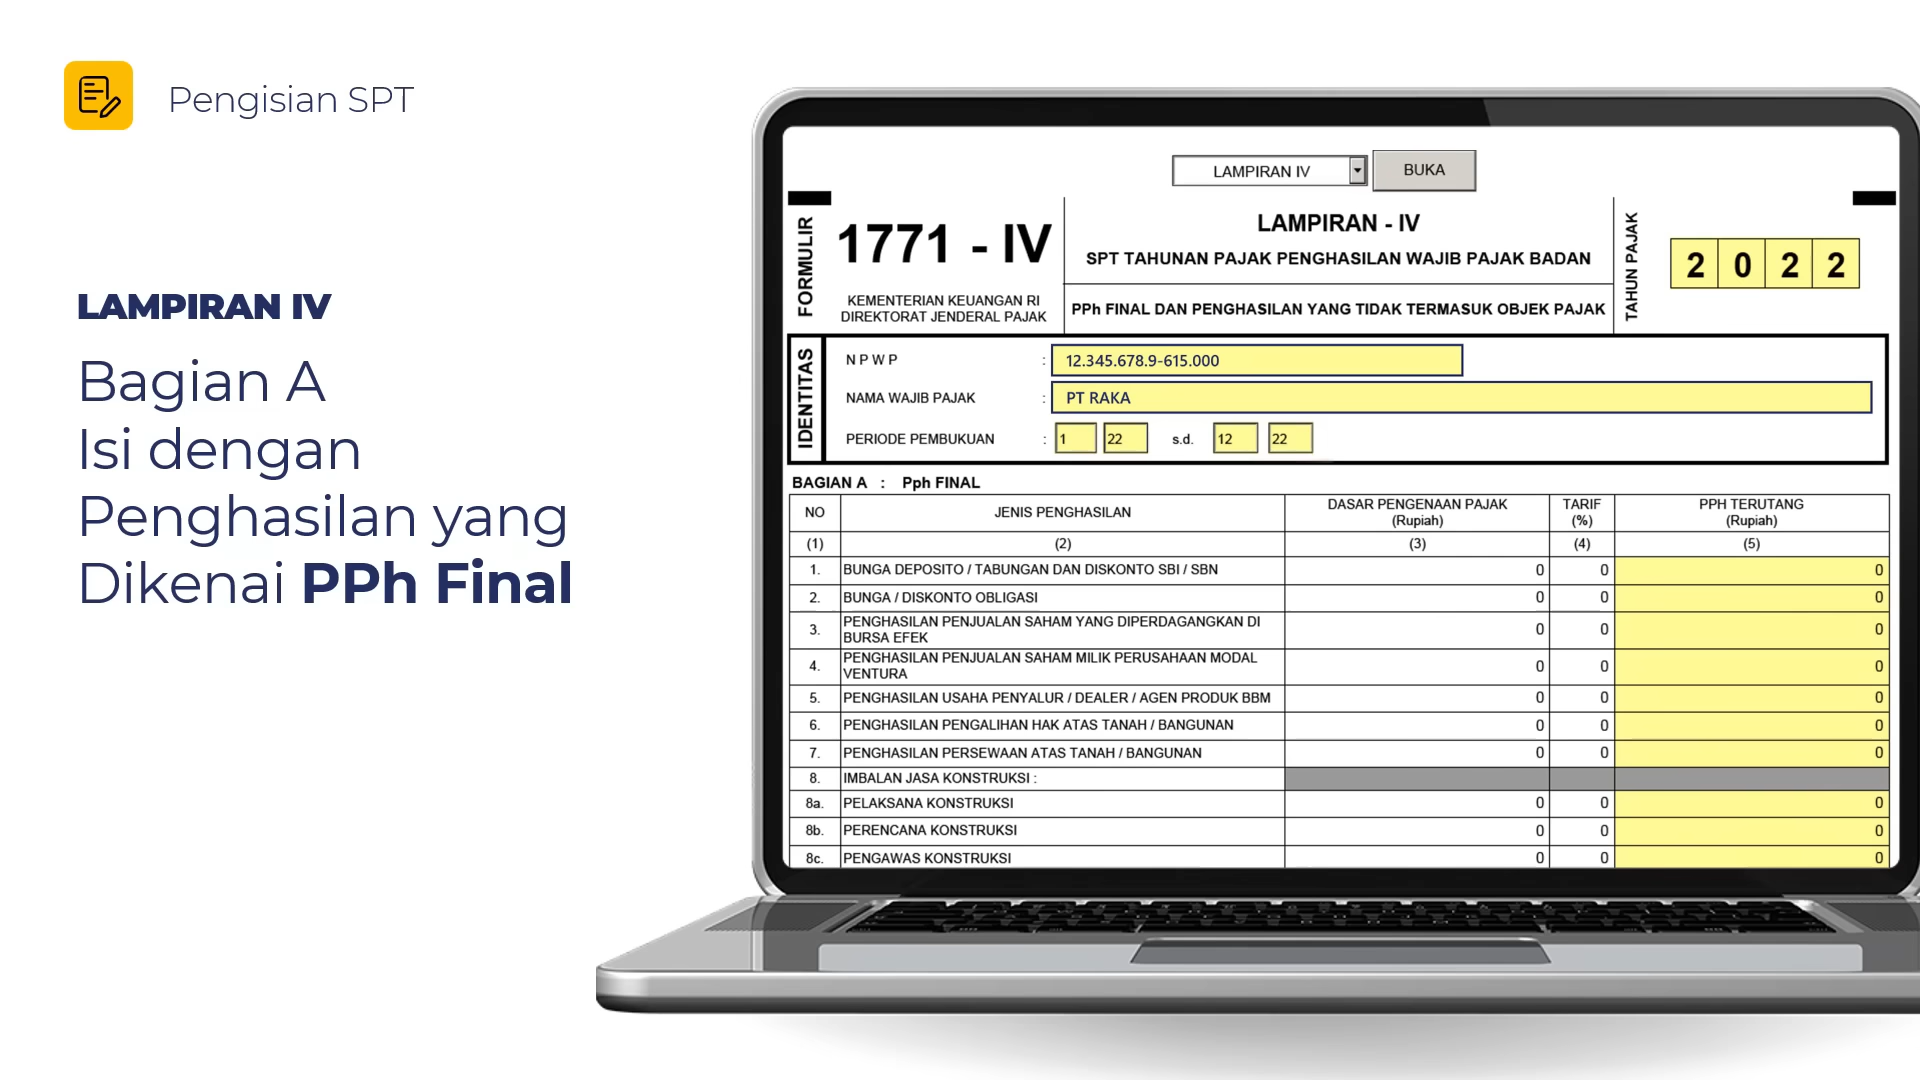 Pengisian SPT
LAMPIRAN IV
Bagian A
Isi dengan
Penghasilan yang
Dikenai PPh Final
LAMPIRAN IV
BUKA
FORMULIR
1771 - IV
KEMENTERIAN KEUANGAN RI
DIREKTORAT JENDERAL PAJAK
LAMPIRAN - IV
SPT TAHUNAN PAJAK PENGHASILAN WAJIB PAJAK BADAN
PPh FINAL DAN PENGHASILAN YANG TIDAK TERMASUK OBJEK PAJAK
TAHUN PAJAK
2 0 2 2
IDENTITAS
N P W P : 12.345.678.9-615.000
NAMA WAJIB PAJAK : PT RAKA
PERIODE PEMBUKUAN : 1 22 s.d. 12 22
BAGIAN A : Pph FINAL
NO JENIS PENGHASILAN DASAR PENGENAAN PAJAK (Rupiah) TARIF (%) PPH TERUTANG (Rupiah)
(1) (2) (3) (4) (5)
1. BUNGA DEPOSITO / TABUNGAN DAN DISKONTO SBI / SBN 0 0 0
2. BUNGA / DISKONTO OBLIGASI 0 0 0
3. PENGHASILAN PENJUALAN SAHAM YANG DIPERDAGANGKAN DI BURSA EFEK 0 0 0
4. PENGHASILAN PENJUALAN SAHAM MILIK PERUSAHAAN MODAL VENTURA 0 0 0
5. PENGHASILAN USAHA PENYALUR / DEALER / AGEN PRODUK BBM 0 0 0
6. PENGHASILAN PENGALIHAN HAK ATAS TANAH / BANGUNAN 0 0 0
7. PENGHASILAN PERSEWAAN ATAS TANAH / BANGUNAN 0 0 0
8. IMBALAN JASA KONSTRUKSI :
8a. PELAKSANA KONSTRUKSI 0 0 0
8b. PERENCANA KONSTRUKSI 0 0 0
8c. PENGAWAS KONSTRUKSI 0 0 0